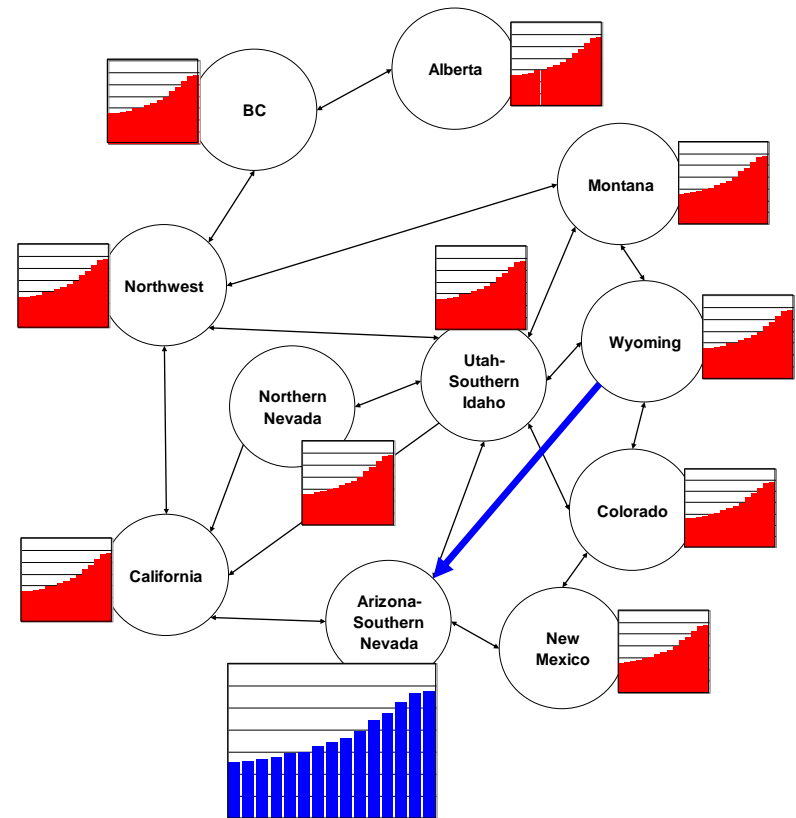 Alberta
BC
Montana
Northwest
Wyoming
Utah-
Southern
Idaho
Northern
Nevada
Colorado
California
Arizona-
Southern
Nevada
New
Mexico